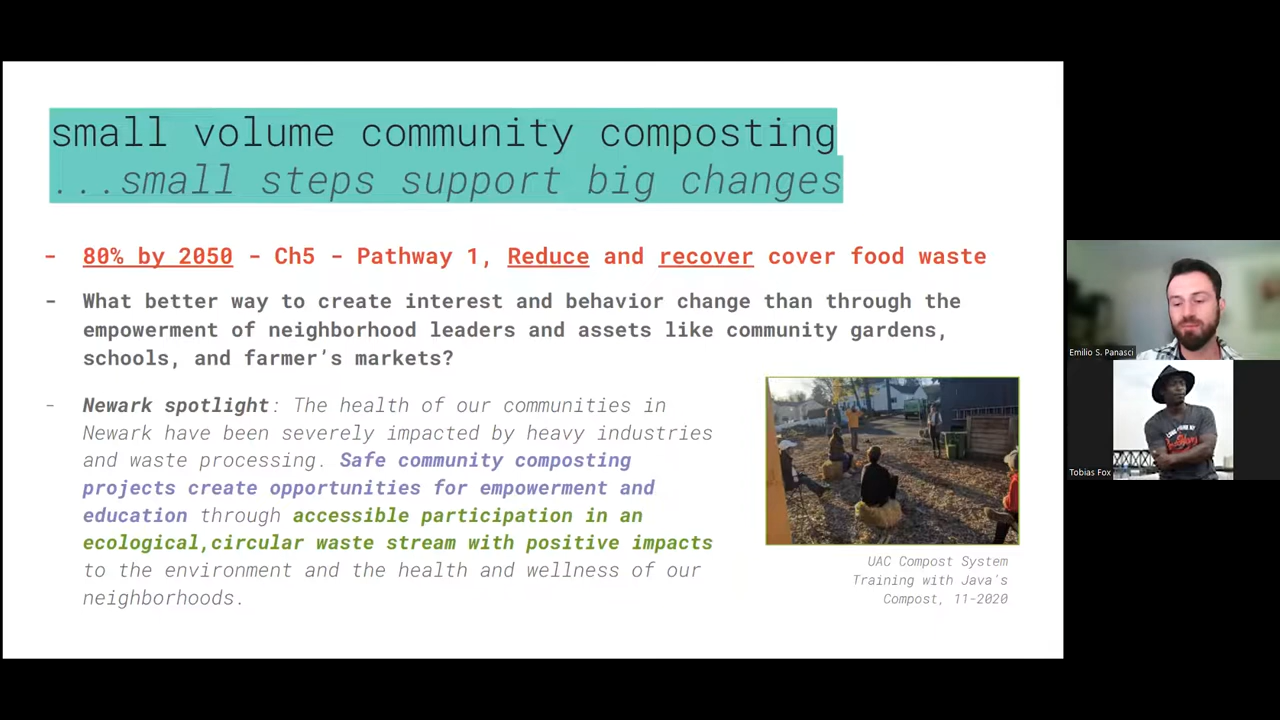 small volume community composting
...small steps support big changes
- 80% by 2050 - Ch5 - Pathway 1, Reduce and recover cover food waste
- What better way to create interest and behavior change than through the
empowerment of neighborhood leaders and assets like community gardens,
schools, and farmer's markets?
- Newark spotlight: The health of our communities in
Newark have been severely impacted by heavy industries
and waste processing. Safe community composting
projects create opportunities for empowerment and
education through accessible participation in an
ecological,circular waste stream with positive impacts
to the environment and the health and wellness of our
neighborhoods.
UAC Compost System
Training with Java's
Compost, 11-2020
Emilio S. Panasci
Tobias Fox